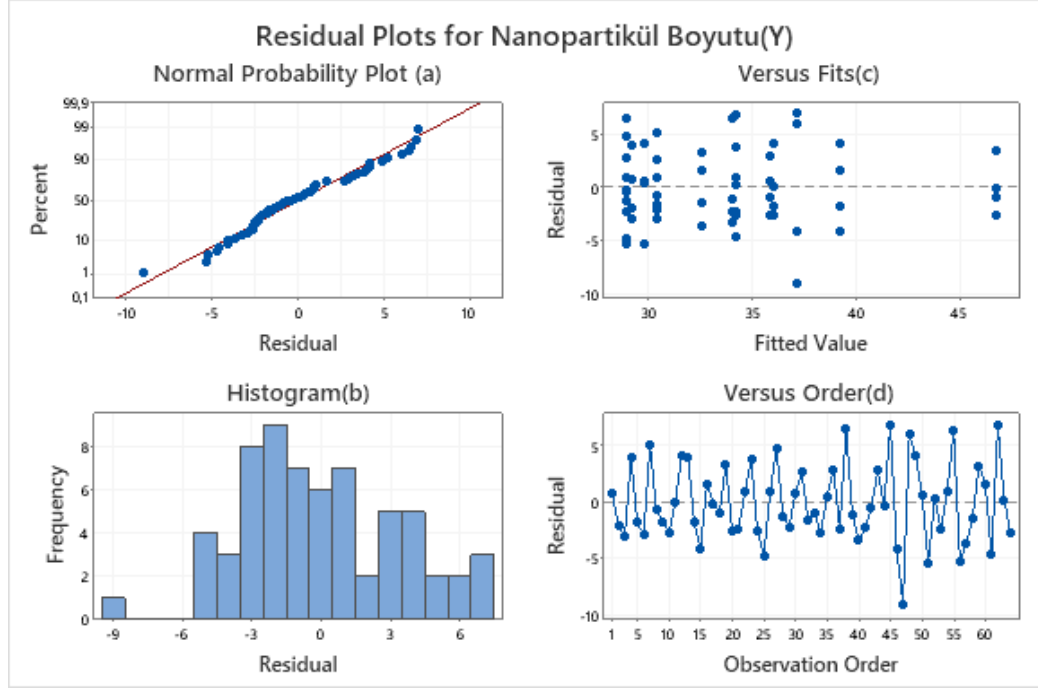 Residual Plots for Nanopartikül Boyutu(Y)
Normal Probability Plot (a)
99,9
99
90
50
10
1
0,1
Percent
-10 -5 0 5 10
Residual
Versus Fits(c)
5
0
-5
-10
Residual
30 35 40 45
Fitted Value
Histogram(b)
8
6
4
2
0
Frequency
-9 -6 -3 0 3 6
Residual
Versus Order(d)
5
0
-5
-10
Residual
1 5 10 15 20 25 30 35 40 45 50 55 60
Observation Order